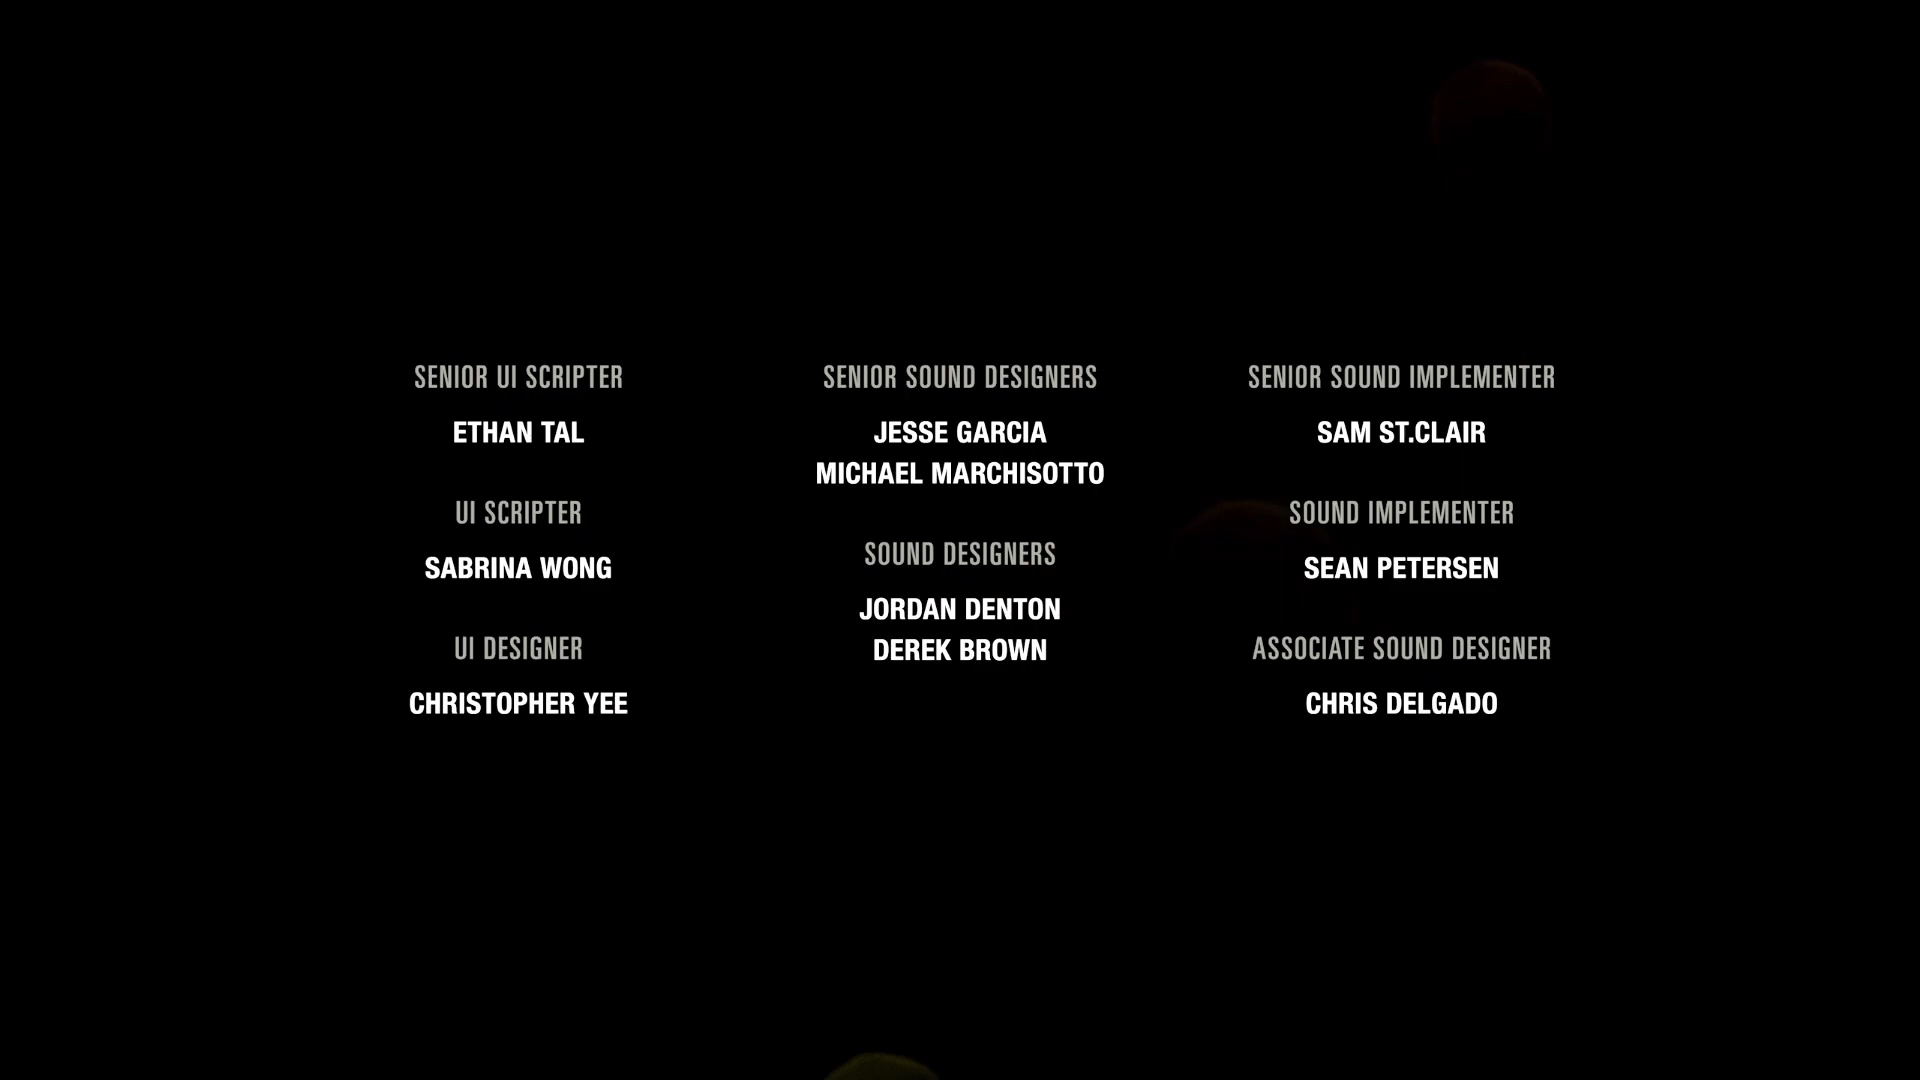 SENIOR UI SCRIPTER
ETHAN TAL
UI SCRIPTER
SABRINA WONG
UI DESIGNER
CHRISTOPHER YEE
SENIOR SOUND DESIGNERS
JESSE GARCIA
MICHAEL MARCHISOTTO
SOUND DESIGNERS
JORDAN DENTON
DEREK BROWN
SENIOR SOUND IMPLEMENTER
SAM ST.CLAIR
SOUND IMPLEMENTER
SEAN PETERSEN
ASSOCIATE SOUND DESIGNER
CHRIS DELGADO